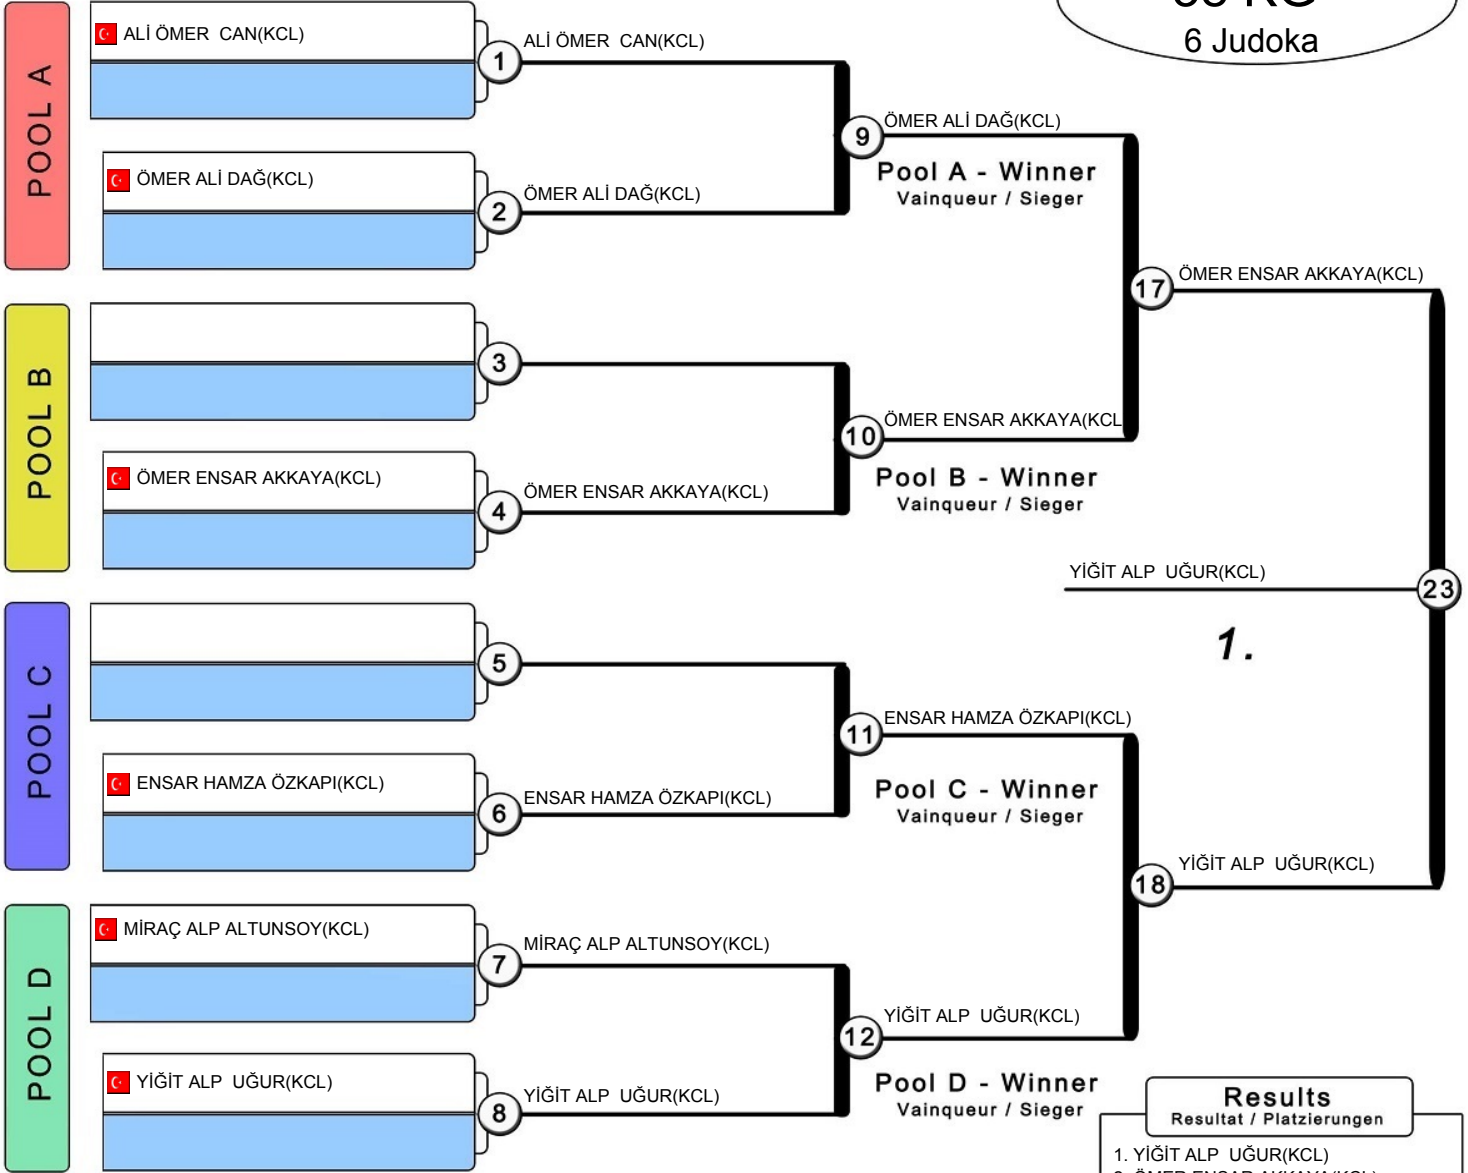 KG
6 Judoka
POOL A
ALİ ÖMER CAN(KCL)
1
ALİ ÖMER CAN(KCL)
ÖMER ALİ DAĞ(KCL)
2
ÖMER ALİ DAĞ(KCL)
9
ÖMER ALİ DAĞ(KCL)
Pool A - Winner
Vainqueur / Sieger
POOL B
3
ÖMER ENSAR AKKAYA(KCL)
4
ÖMER ENSAR AKKAYA(KCL)
10
ÖMER ENSAR AKKAYA(KCL
Pool B - Winner
Vainqueur / Sieger
17
ÖMER ENSAR AKKAYA(KCL)
YİĞİT ALP UĞUR(KCL)
23
1.
POOL C
5
ENSAR HAMZA ÖZKAPI(KCL)
6
ENSAR HAMZA ÖZKAPI(KCL)
11
ENSAR HAMZA ÖZKAPI(KCL)
Pool C - Winner
Vainqueur / Sieger
18
YİĞİT ALP UĞUR(KCL)
POOL D
MİRAÇ ALP ALTUNSOY(KCL)
7
MİRAÇ ALP ALTUNSOY(KCL)
YİĞİT ALP UĞUR(KCL)
8
YİĞİT ALP UĞUR(KCL)
12
YİĞİT ALP UĞUR(KCL)
Pool D - Winner
Vainqueur / Sieger
Results
Resultat / Platzierungen
1. YİĞİT ALP UĞUR(KCL)
2. ÖMER ENSAR AKKAYA(KCL)